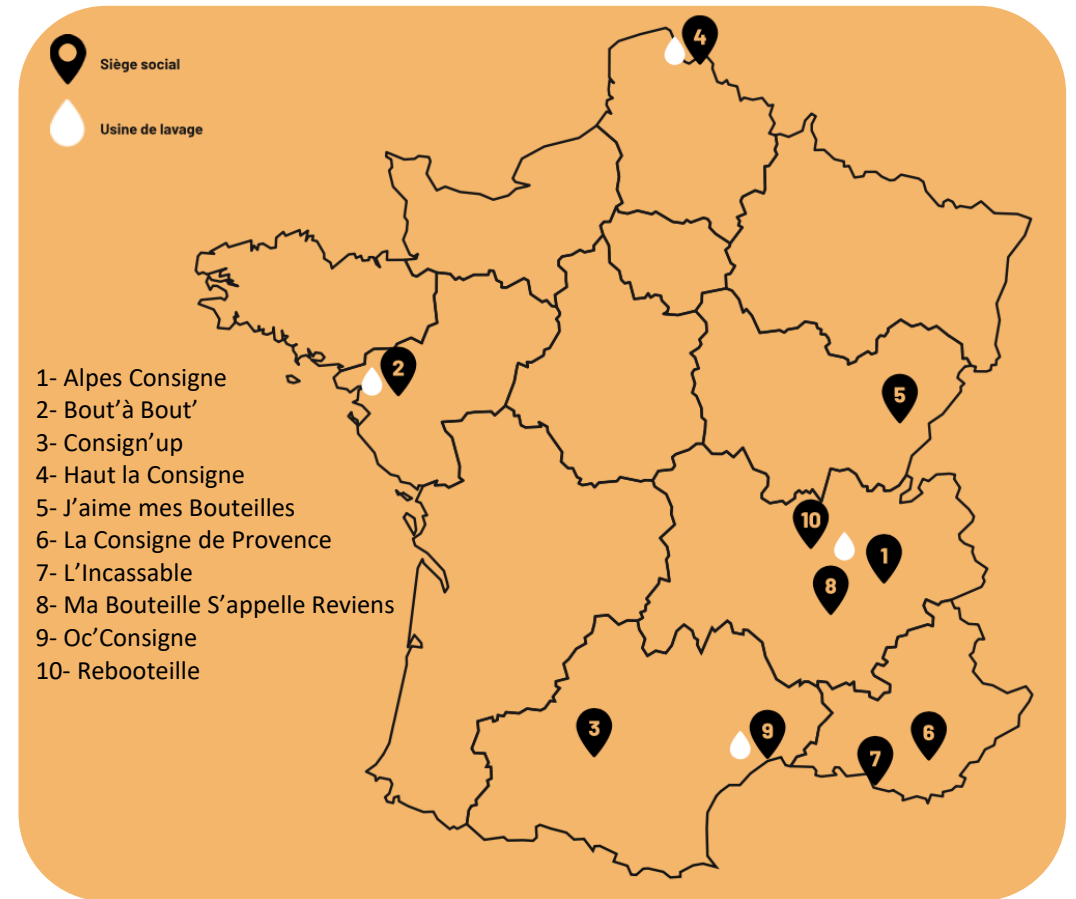 Siège social
Usine de lavage
4
2
5
10
1
8
3
9
7
6
1- Alpes Consigne
2- Bout’à Bout’
3- Consign’up
4- Haut la Consigne
5- J’aime mes Bouteilles
6- La Consigne de Provence
7- L’Incassable
8- Ma Bouteille S’appelle Reviens
9- Oc’Consigne
10- Rebooteille